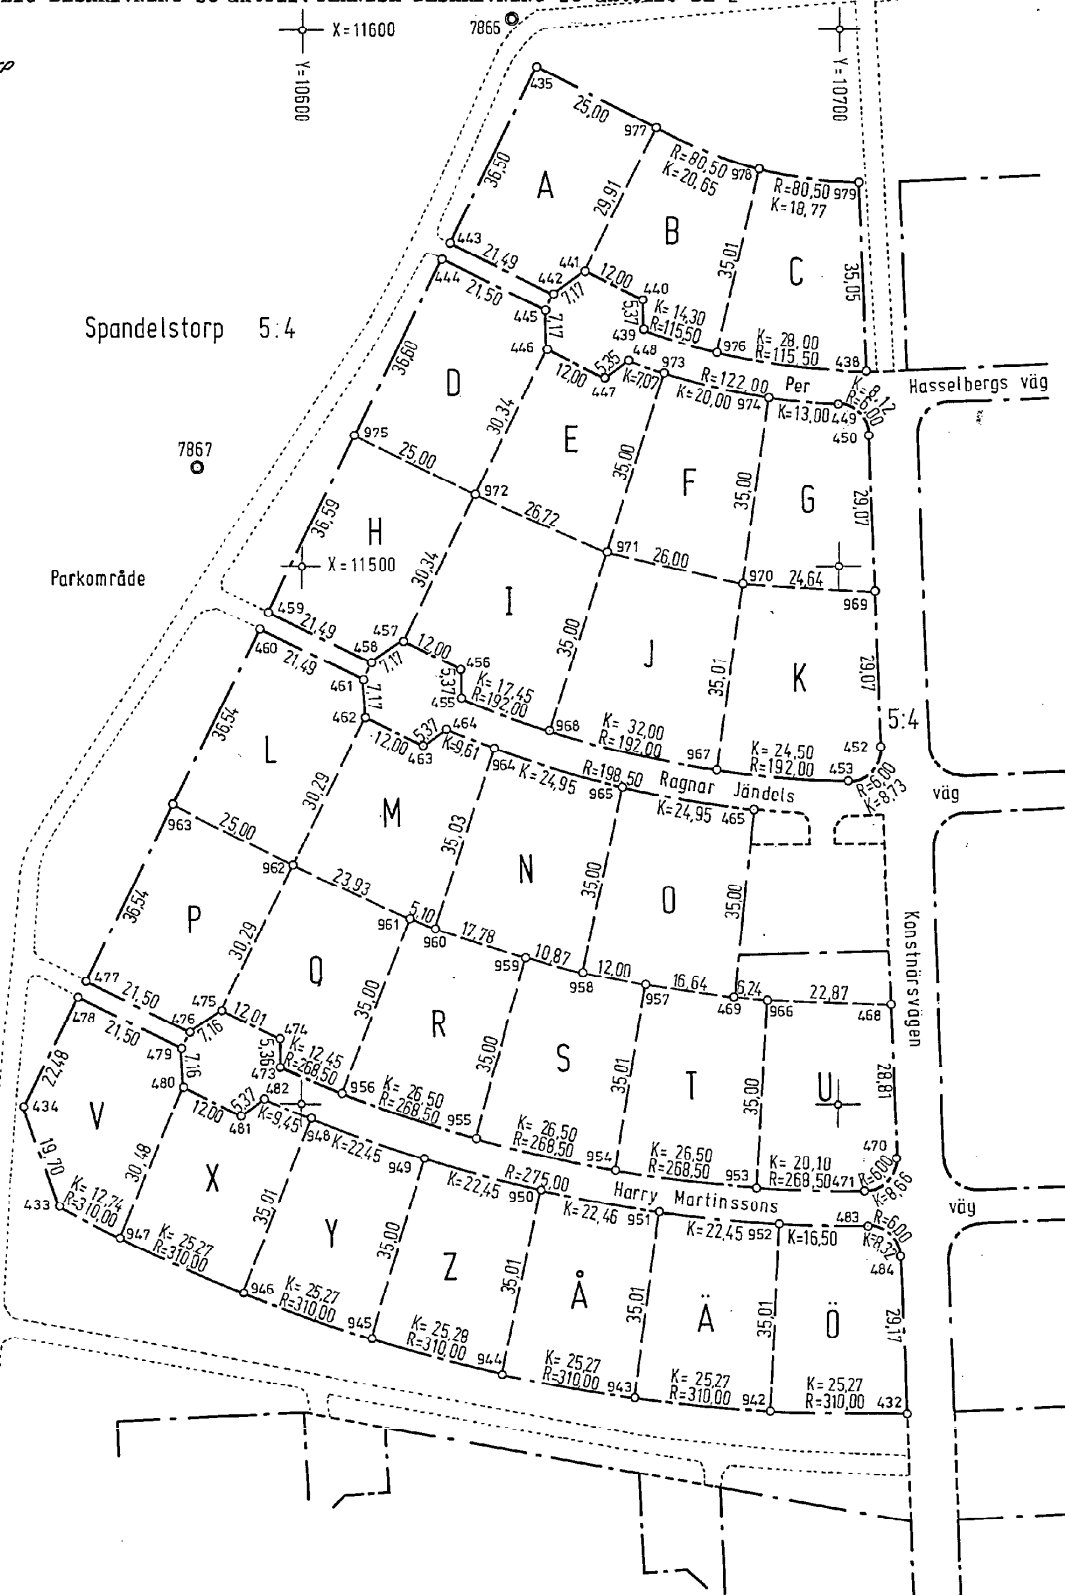 X=11600
7865
Y=10600
Y=10700
435
25,00
977
R=80,50
K=20,65
978
R=80,50
K=18,77
979
36,50
A
29,91
B
35,01
C
35,05
443
21,49
441
12,00
444
21,50
442
7,17
440
K=14,30
R=115,50
5,37
439
445
7,17
446
976
K=28,00
R=115,50
438
Spandelstorp 5:4
448
5,35
K=7,07
973
R=122,00
Per
Hasselbergs väg
K=8,12
R=6,00
12,00
447
K=20,00
974
K=13,00
449
450
36,60
D
30,34
E
35,00
F
35,00
G
29,07
7867
975
25,00
972
26,72
971
26,00
970
24,64
969
36,59
H
X=11500
30,34
I
35,00
J
35,01
K
29,07
Parkområde
459
21,49
457
12,00
460
21,49
458
7,17
456
K=17,45
R=192,00
5,37
455
461
7,17
462
5:4
968
K=32,00
R=192,00
967
K=24,50
R=192,00
452
453
R=6,00
K=8,73
464
5,37
K=9,61
12,00
463
964
K=24,95
R=198,50
965
Ragnar Jändels
väg
K=24,95
465
36,54
L
30,29
M
35,03
N
35,00
O
35,00
963
25,00
962
23,93
961
5,10
960
17,78
959
10,87
958
12,00
957
16,64
469
6,24
966
22,87
468
Konstnärsvägen
36,54
P
30,29
Q
35,00
R
35,00
S
35,01
T
35,00
U
28,81
477
21,50
475
12,01
478
21,50
476
7,16
474
K=12,45
R=268,50
5,36
473
479
7,16
480
956
K=26,50
R=268,50
955
K=26,50
R=268,50
954
K=26,50
R=268,50
953
K=20,10
R=268,50
471
470
R=6,00
K=8,66
482
5,37
K=9,45
12,00
481
948
K=22,45
949
K=22,45
R=275,00
950
Harry Martinssons
väg
K=22,46
951
K=22,45
952
K=16,50
483
R=6,00
K=9,32
484
22,48
434
V
30,48
X
35,01
Y
35,00
Z
35,01
Å
35,01
Ä
35,01
Ö
29,17
19,70
433
K=12,74
R=310,00
947
K=25,27
R=310,00
946
K=25,27
R=310,00
945
K=25,28
R=310,00
944
K=25,27
R=310,00
943
K=25,27
R=310,00
942
K=25,27
R=310,00
432